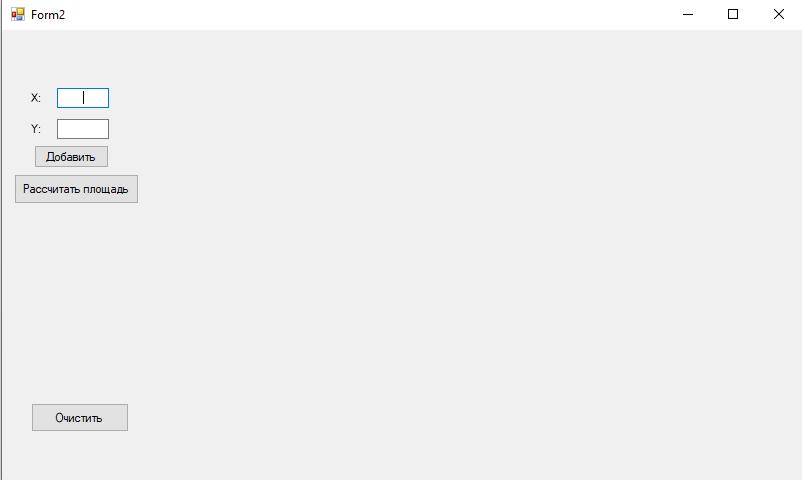 Form2
X:
Y:
Добавить
Рассчитать площадь
Очистить